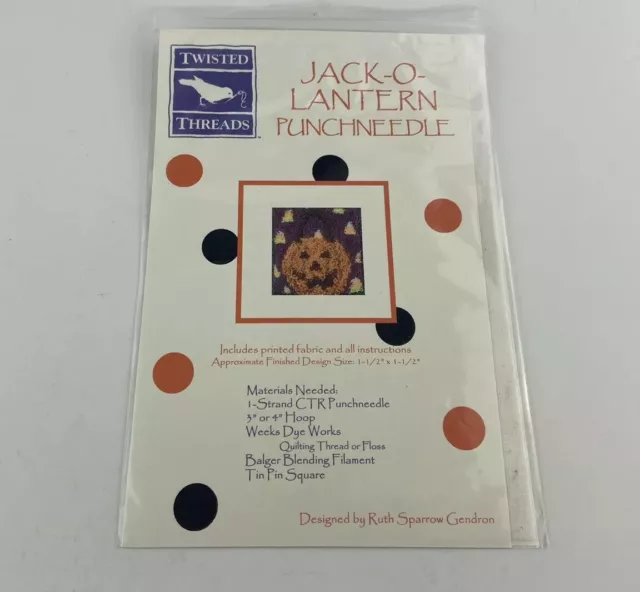 TWISTED
THREADS
JACK-O-
LANTERN
PUNCHNEEDLE
Includes printed fabric and all instructions
Approximate Finished Design Size: 1-1/2" x 1-1/2"
Materials Needed:
1-Strand CTR Punchneedle
3" or 4" Hoop
Weeks Dye Works
Quilting Thread or Floss
Balger Blending Filament
Tin Pin Square
Designed by Ruth Sparrow Gendron